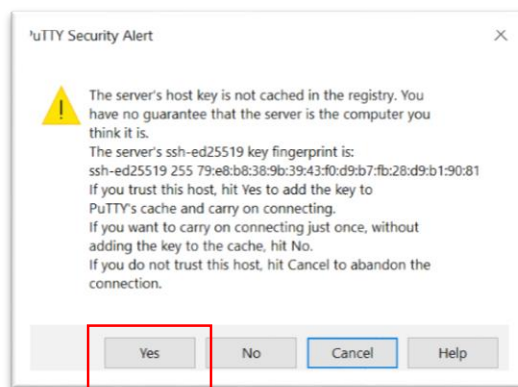 'uTTY Security Alert
The server's host key is not cached in the registry. You
have no guarantee that the server is the computer you
think it is.
The server's ssh-ed25519 key fingerprint is:
ssh-ed25519 255 79:e8:b8:38:9b:39:43:f0:d9:b7:fb:28:d9:b1:90:81
If you trust this host, hit Yes to add the key to
PuTTY's cache and carry on connecting.
If you want to carry on connecting just once, without
adding the key to the cache, hit No.
If you do not trust this host, hit Cancel to abandon the
connection.
Yes No Cancel Help